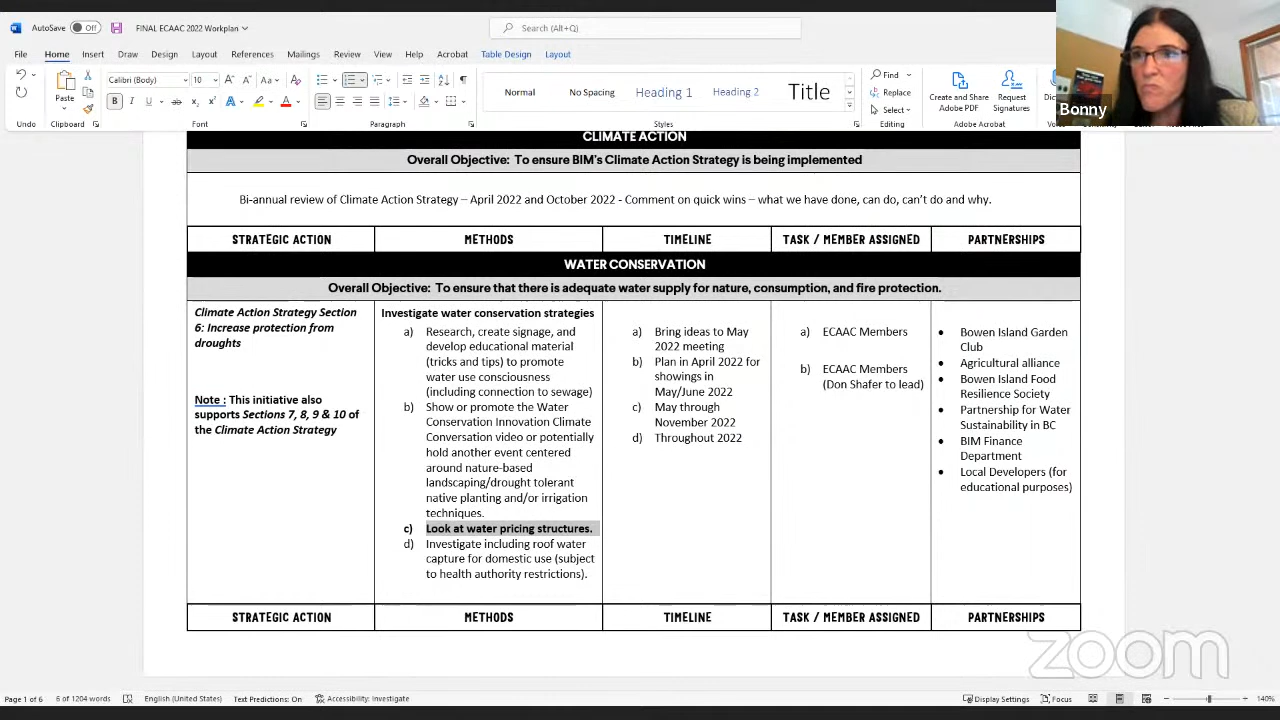 AutoSave Off FINAL ECAAC 2022 Workplan Search (Alt+Q)
File Home Insert Draw Design Layout References Mailings Review View Help Acrobat Table Design Layout
Calibri (Body) 10
Paste
Normal No Spacing Heading 1 Heading 2 Title
Find
Replace
Select
Create and Share Adobe PDF
Request Signatures
Undo Clipboard Font Paragraph Styles Editing Adobe Acrobat
Bonny
CLIMATE ACTION
Overall Objective: To ensure BIM's Climate Action Strategy is being implemented
Bi-annual review of Climate Action Strategy – April 2022 and October 2022 - Comment on quick wins – what we have done, can do, can't do and why.
STRATEGIC ACTION METHODS TIMELINE TASK / MEMBER ASSIGNED PARTNERSHIPS
WATER CONSERVATION
Overall Objective: To ensure that there is adequate water supply for nature, consumption, and fire protection.
Climate Action Strategy Section
6: Increase protection from
droughts
Note : This initiative also
supports Sections 7, 8, 9 & 10 of
the Climate Action Strategy
Investigate water conservation strategies
a) Research, create signage, and
develop educational material
(tricks and tips) to promote
water use consciousness
(including connection to sewage)
b) Show or promote the Water
Conservation Innovation Climate
Conversation video or potentially
hold another event centered
around nature-based
landscaping/drought tolerant
native planting and/or irrigation
techniques.
c) Look at water pricing structures.
d) Investigate including roof water
capture for domestic use (subject
to health authority restrictions).
a) Bring ideas to May
2022 meeting
b) Plan in April 2022 for
showings in
May/June 2022
c) May through
November 2022
d) Throughout 2022
a) ECAAC Members
b) ECAAC Members
(Don Shafer to lead)
• Bowen Island Garden
Club
• Agricultural alliance
• Bowen Island Food
Resilience Society
• Partnership for Water
Sustainability in BC
• BIM Finance
Department
• Local Developers (for
educational purposes)
STRATEGIC ACTION METHODS TIMELINE TASK / MEMBER ASSIGNED PARTNERSHIPS
zoom
Page 1 of 6 6 of 1204 words English (United States) Text Predictions: On Accessibility: Investigate Display Settings Focus 140%